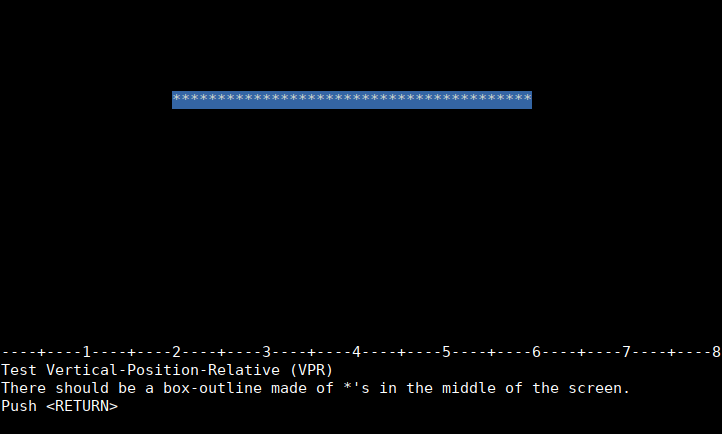 ****************************************
----+----1----+----2----+----3----+----4----+----5----+----6----+----7----+----8
Test Vertical-Position-Relative (VPR)
There should be a box-outline made of *'s in the middle of the screen.
Push <RETURN>